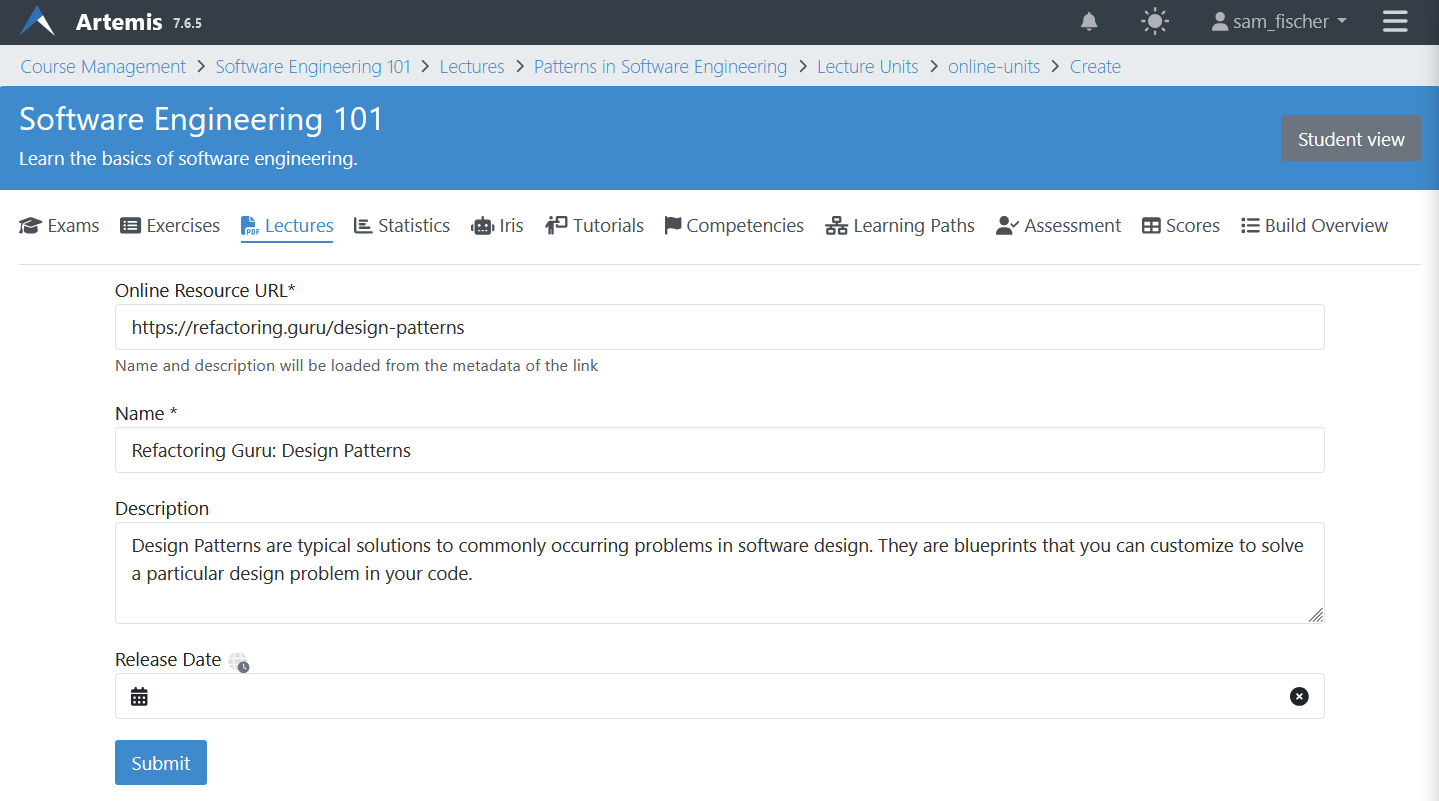 Artemis 7.6.5 sam_fischer
Course Management > Software Engineering 101 > Lectures > Patterns in Software Engineering > Lecture Units > online-units > Create
Software Engineering 101
Learn the basics of software engineering.
Student view
Exams Exercises Lectures Statistics Iris Tutorials Competencies Learning Paths Assessment Scores Build Overview
Online Resource URL*
https://refactoring.guru/design-patterns
Name and description will be loaded from the metadata of the link
Name *
Refactoring Guru: Design Patterns
Description
Design Patterns are typical solutions to commonly occurring problems in software design. They are blueprints that you can customize to solve
a particular design problem in your code.
Release Date
Submit